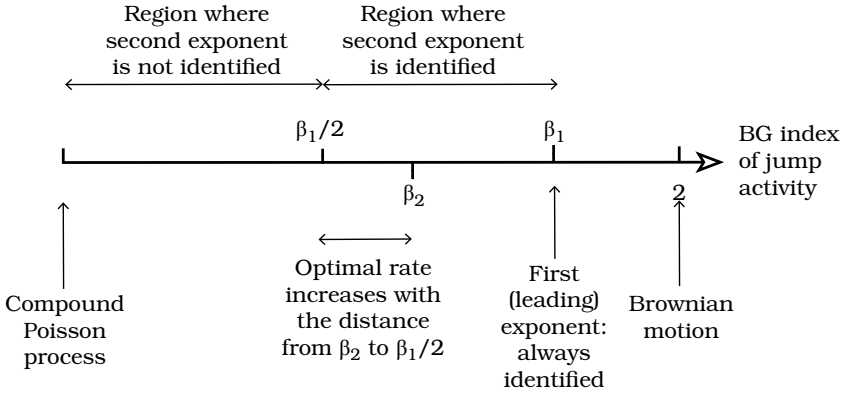 Region where
second exponent
is not identified
Region where
second exponent
is identified
β1/2
β1
BG index
of jump
activity
β2
2
Compound
Poisson
process
Optimal rate
increases with
the distance
from β2 to β1/2
First
(leading)
exponent:
always
identified
Brownian
motion